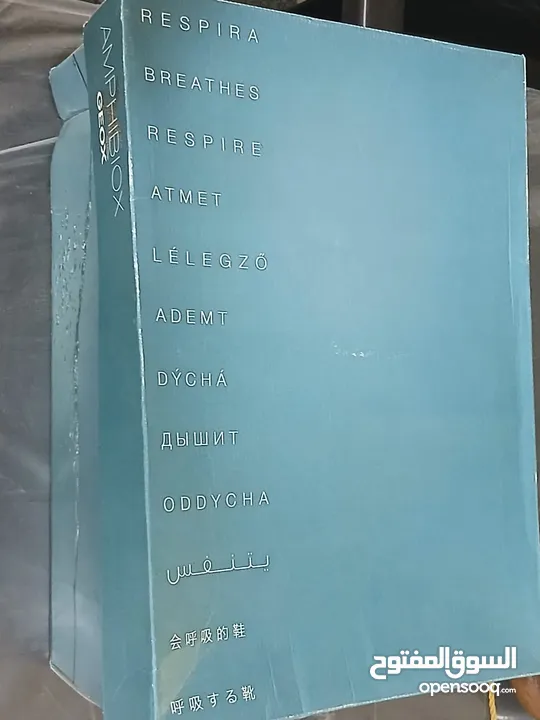 AMPHIBIOX
GEOX
RESPIRA
BREATHES
RESPIRE
ATMET
LÉLEGZŐ
ADEMT
DÝCHÁ
ДЫШИТ
ODDYCHA
يتنفس
会呼吸的鞋
呼吸する靴
السوق المفتوح
opensooq.com